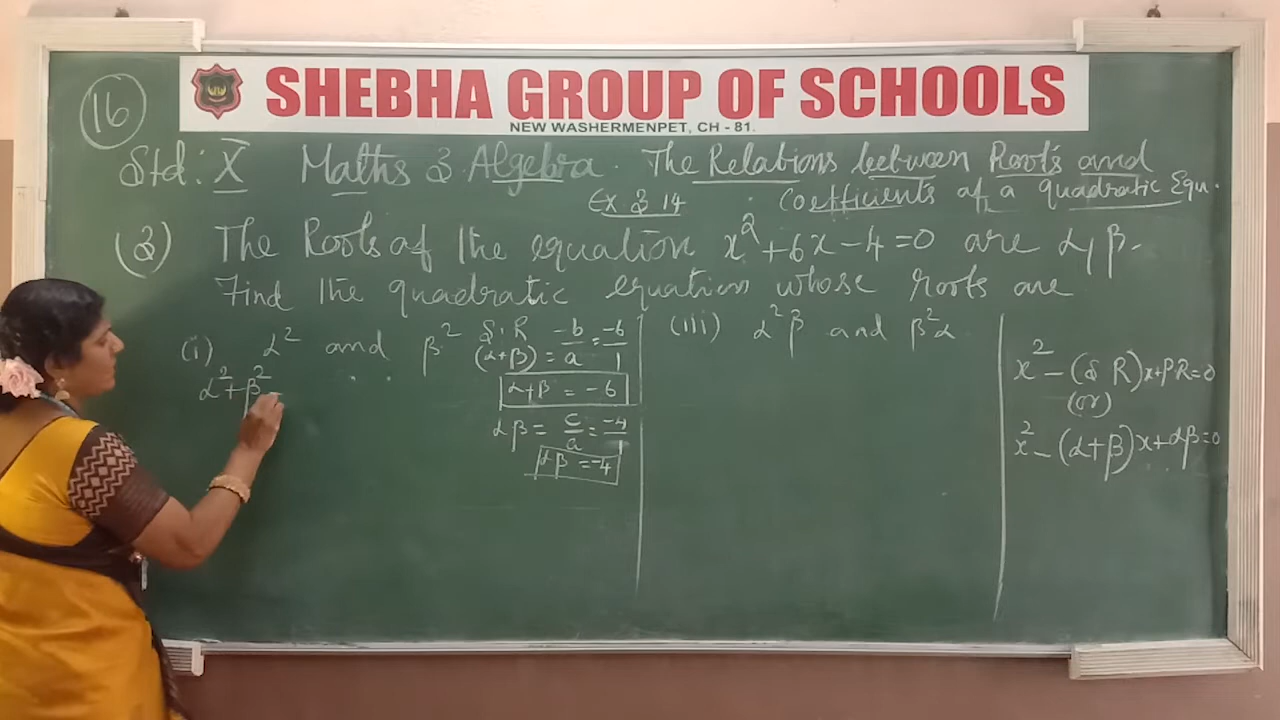 SHEBHA GROUP OF SCHOOLS
NEW WASHERMENPET, CH - 81.
16
Std: X Maths 3 Algebra. The Relations between Roots and
Ex 3.14 Coefficients of a quadratic Equ.
(3) The Roots of the equation x² + 6x - 4 = 0 are α, β.
Find the quadratic equation whose roots are
(i) α² and β²
α² + β² =
S.R -b/a = -6/1
(α+β) =
α+β = -6
αβ = c/a = -4/1
αβ = -4
(iii) α²β and β²α
x² - (S R)x + PR = 0
(or)
x² - (α+β)x + αβ = 0